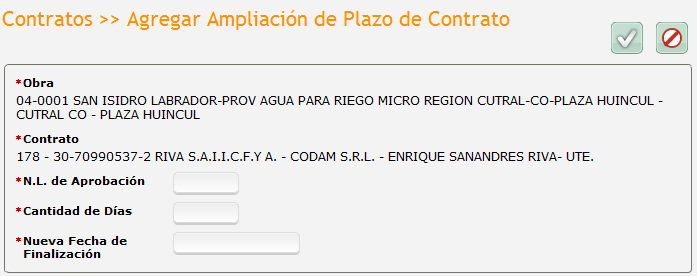 Contratos >> Agregar Ampliación de Plazo de Contrato
*Obra
04-0001 SAN ISIDRO LABRADOR-PROV AGUA PARA RIEGO MICRO REGION CUTRAL-CO-PLAZA HUINCUL -
CUTRAL CO - PLAZA HUINCUL
*Contrato
178 - 30-70990537-2 RIVA S.A.I.I.C.F.Y A. - CODAM S.R.L. - ENRIQUE SANANDRES RIVA- UTE.
*N.L. de Aprobación
*Cantidad de Días
*Nueva Fecha de
Finalización